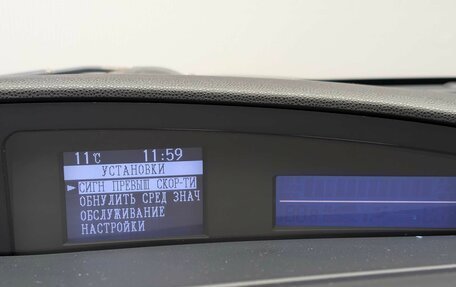 11°C 11:59
УСТАНОВКИ
СИГН ПРЕВЫШ СКОР-ТИ
ОБНУЛИТЬ СРЕД ЗНАЧ
ОБСЛУЖИВАНИЕ
НАСТРОЙКИ